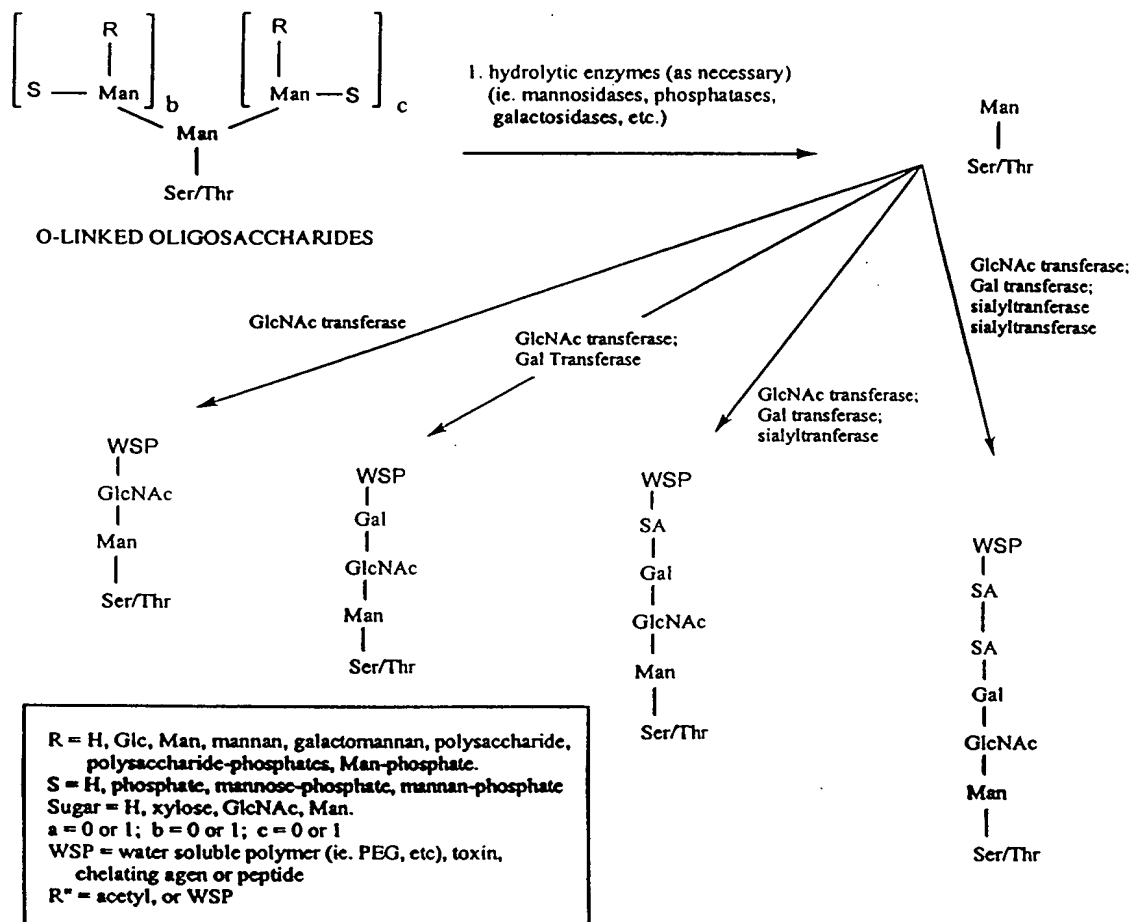 R
S
Man
b
R
Man
S
c
Man
Ser/Thr
O-LINKED OLIGOSACCHARIDES
1. hydrolytic enzymes (as necessary)
(ie. mannosidases, phosphatases,
galactosidases, etc.)
Man
Ser/Thr
GlcNAc transferase
GlcNAc transferase;
Gal Transferase
GlcNAc transferase;
Gal transferase;
sialyltranferase
GlcNAc transferase;
Gal transferase;
sialyltranferase
sialyltransferase
WSP
GlcNAc
Man
Ser/Thr
WSP
Gal
GlcNAc
Man
Ser/Thr
WSP
SA
Gal
GlcNAc
Man
Ser/Thr
WSP
SA
SA
Gal
GlcNAc
Man
Ser/Thr
R = H, Glc, Man, mannan, galactomannan, polysaccharide,
polysaccharide-phosphates, Man-phosphate.
S = H, phosphate, mannose-phosphate, mannan-phosphate
Sugar = H, xylose, GlcNAc, Man.
a = 0 or 1; b = 0 or 1; c = 0 or 1
WSP = water soluble polymer (ie. PEG, etc), toxin,
chelating agen or peptide
R" = acetyl, or WSP